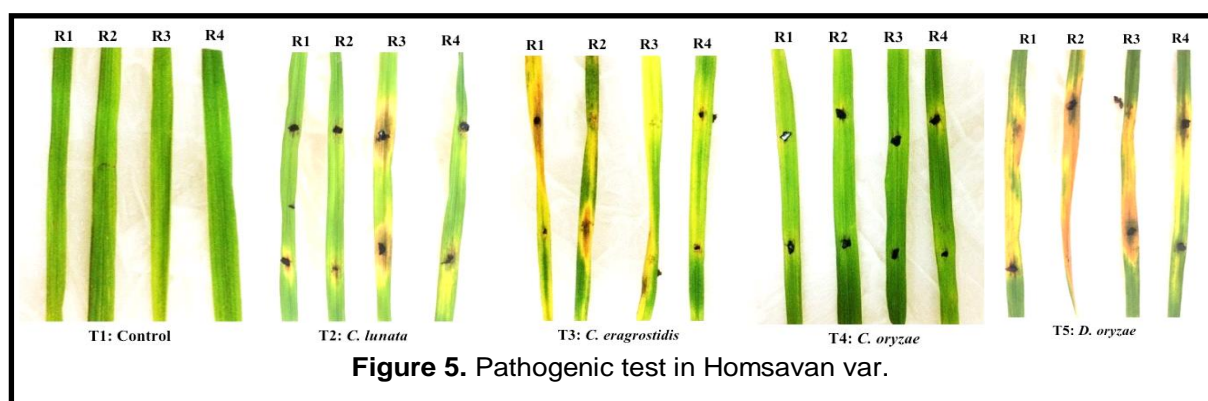 R1 R2 R3 R4
R1 R2 R3 R4
R1 R2 R3 R4
R1 R2 R3 R4
R1 R2 R3 R4
T1: Control
T2: C. lunata
T3: C. eragrostidis
T4: C. oryzae
T5: D. oryzae
Figure 5. Pathogenic test in Homsavan var.